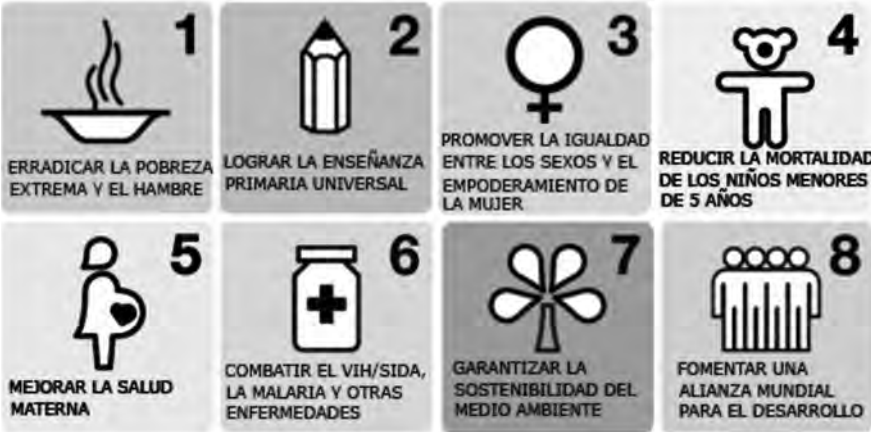 1
ERRADICAR LA POBREZA
EXTREMA Y EL HAMBRE
2
LOGRAR LA ENSEÑANZA
PRIMARIA UNIVERSAL
3
PROMOVER LA IGUALDAD
ENTRE LOS SEXOS Y EL
EMPODERAMIENTO DE
LA MUJER
4
REDUCIR LA MORTALIDAD
DE LOS NIÑOS MENORES
DE 5 AÑOS
5
MEJORAR LA SALUD
MATERNA
6
COMBATIR EL VIH/SIDA,
LA MALARIA Y OTRAS
ENFERMEDADES
7
GARANTIZAR LA
SOSTENIBILIDAD DEL
MEDIO AMBIENTE
8
FOMENTAR UNA
ALIANZA MUNDIAL
PARA EL DESARROLLO